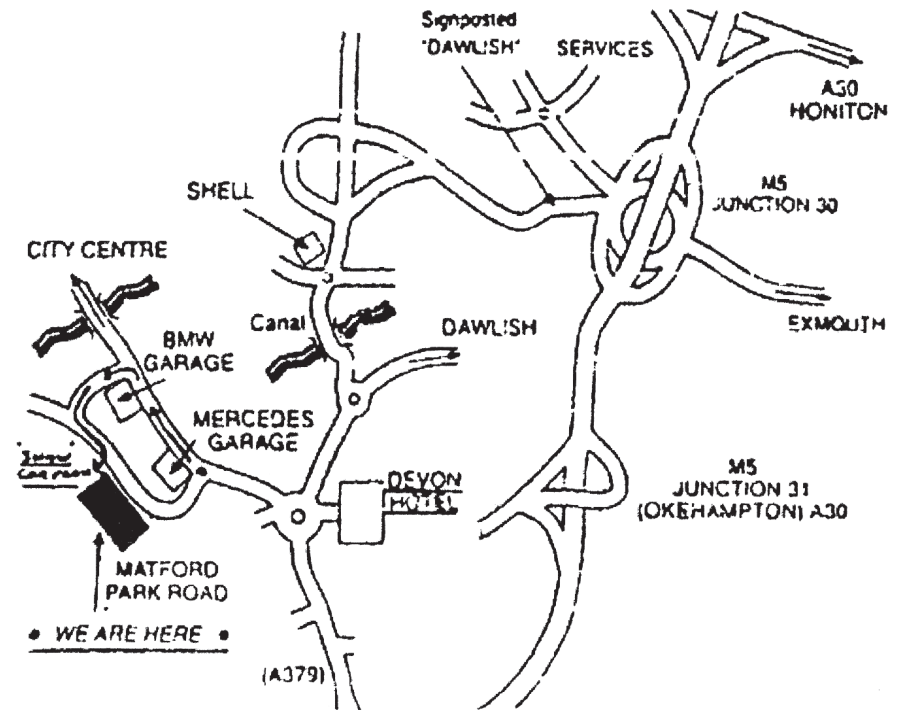 Signposted
'DAWLISH'
SERVICES
A30
HONITON
SHELL
M5
JUNCTION 30
CITY CENTRE
Canal
DAWLISH
EXMOUTH
BMW
GARAGE
MERCEDES
GARAGE
DEVON
HOTEL
M5
JUNCTION 31
(OKEHAMPTON) A30
MATFORD
PARK ROAD
• WE ARE HERE •
(A379)